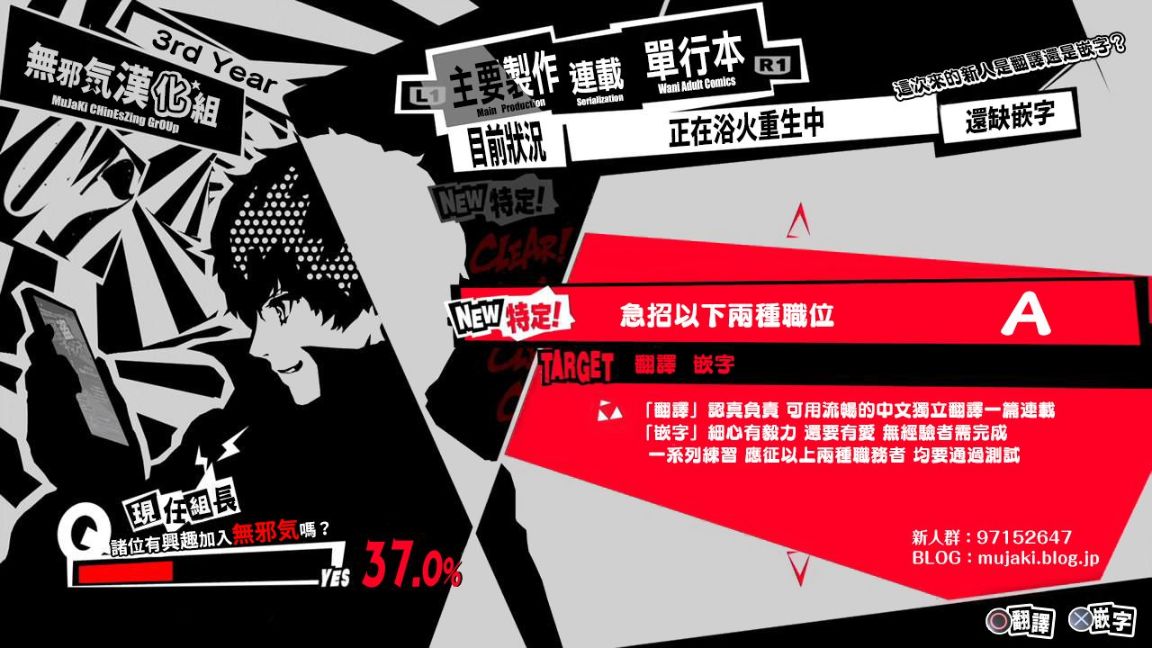 3rd Year
無邪気漢化組
MuJaKi CHinEsZing GrOUp
L1
主要製作
Main Production
連載
Serialization
單行本
Wani Adult Comics
R1
這次來的新人是翻譯還是嵌字？
目前狀況
正在浴火重生中
還缺嵌字
NEW 特定!
CLEAR!
NEW 特定!
急招以下兩種職位
A
TARGET 翻譯 嵌字
「翻譯」認真負責 可用流暢的中文獨立翻譯一篇連載
「嵌字」細心有毅力 還要有愛 無經驗者需完成
一系列練習 應征以上兩種職務者 均要通過測試
Q
現任組長
諸位有興趣加入無邪気嗎？
YES
37.0%
新人群：97152647
BLOG：mujaki.blog.jp
翻譯
嵌字